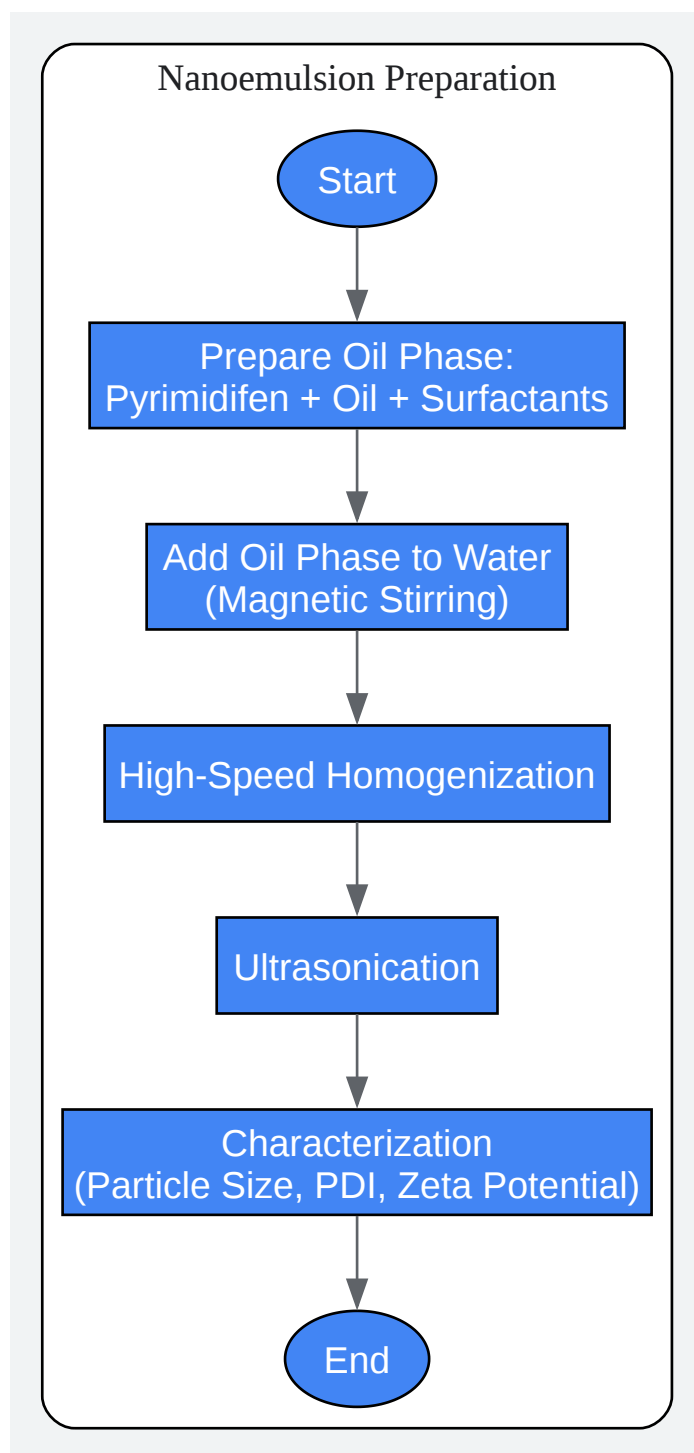 Nanoemulsion Preparation
Start
Prepare Oil Phase:
Pyrimidifen + Oil + Surfactants
Add Oil Phase to Water
(Magnetic Stirring)
High-Speed Homogenization
Ultrasonication
Characterization
(Particle Size, PDI, Zeta Potential)
End